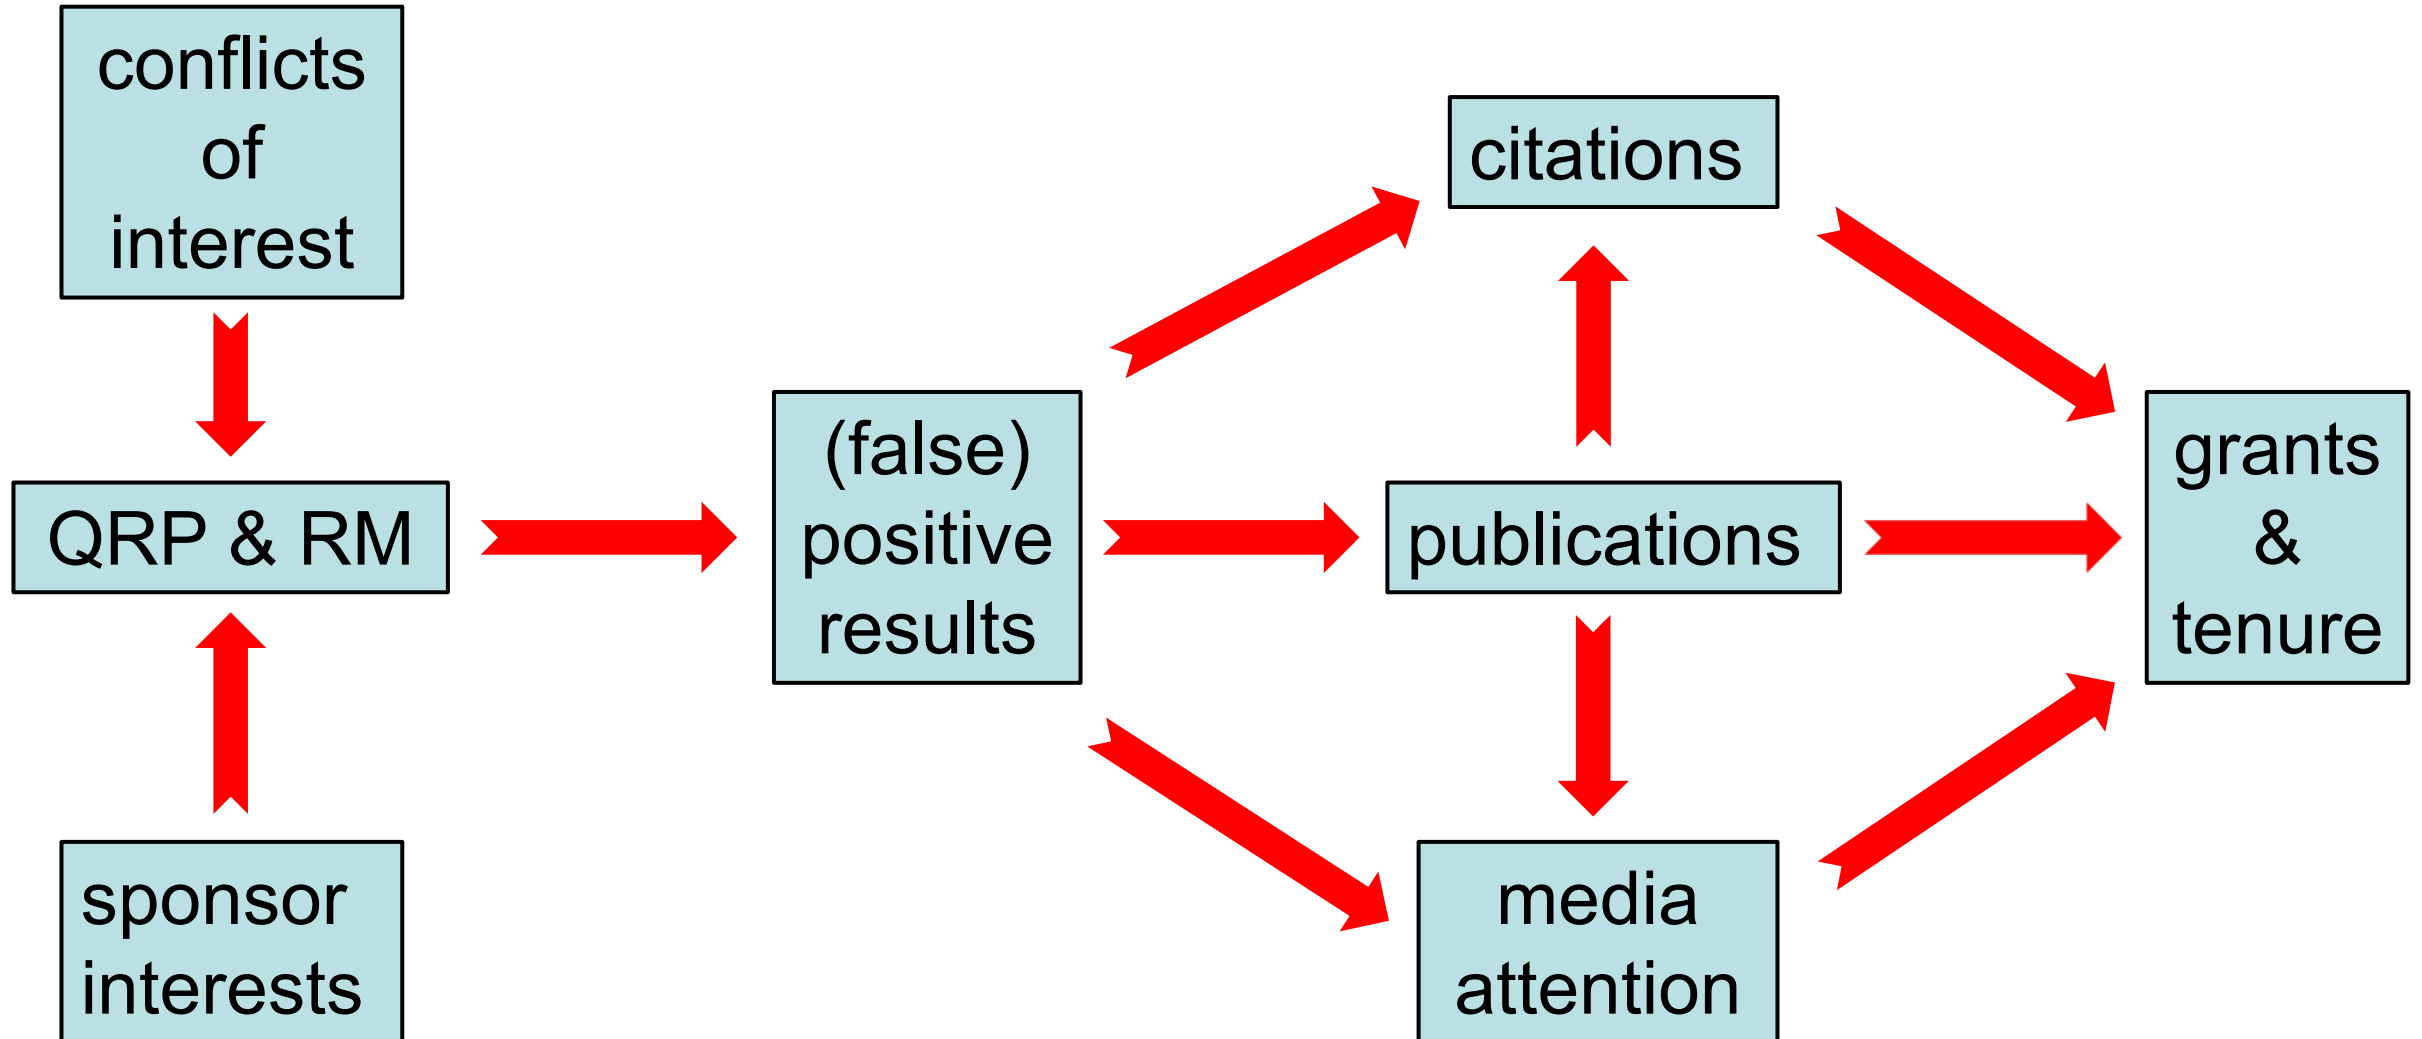 conflicts
of
interest
QRP & RM
sponsor
interests
(false)
positive
results
citations
publications
media
attention
grants
&
tenure